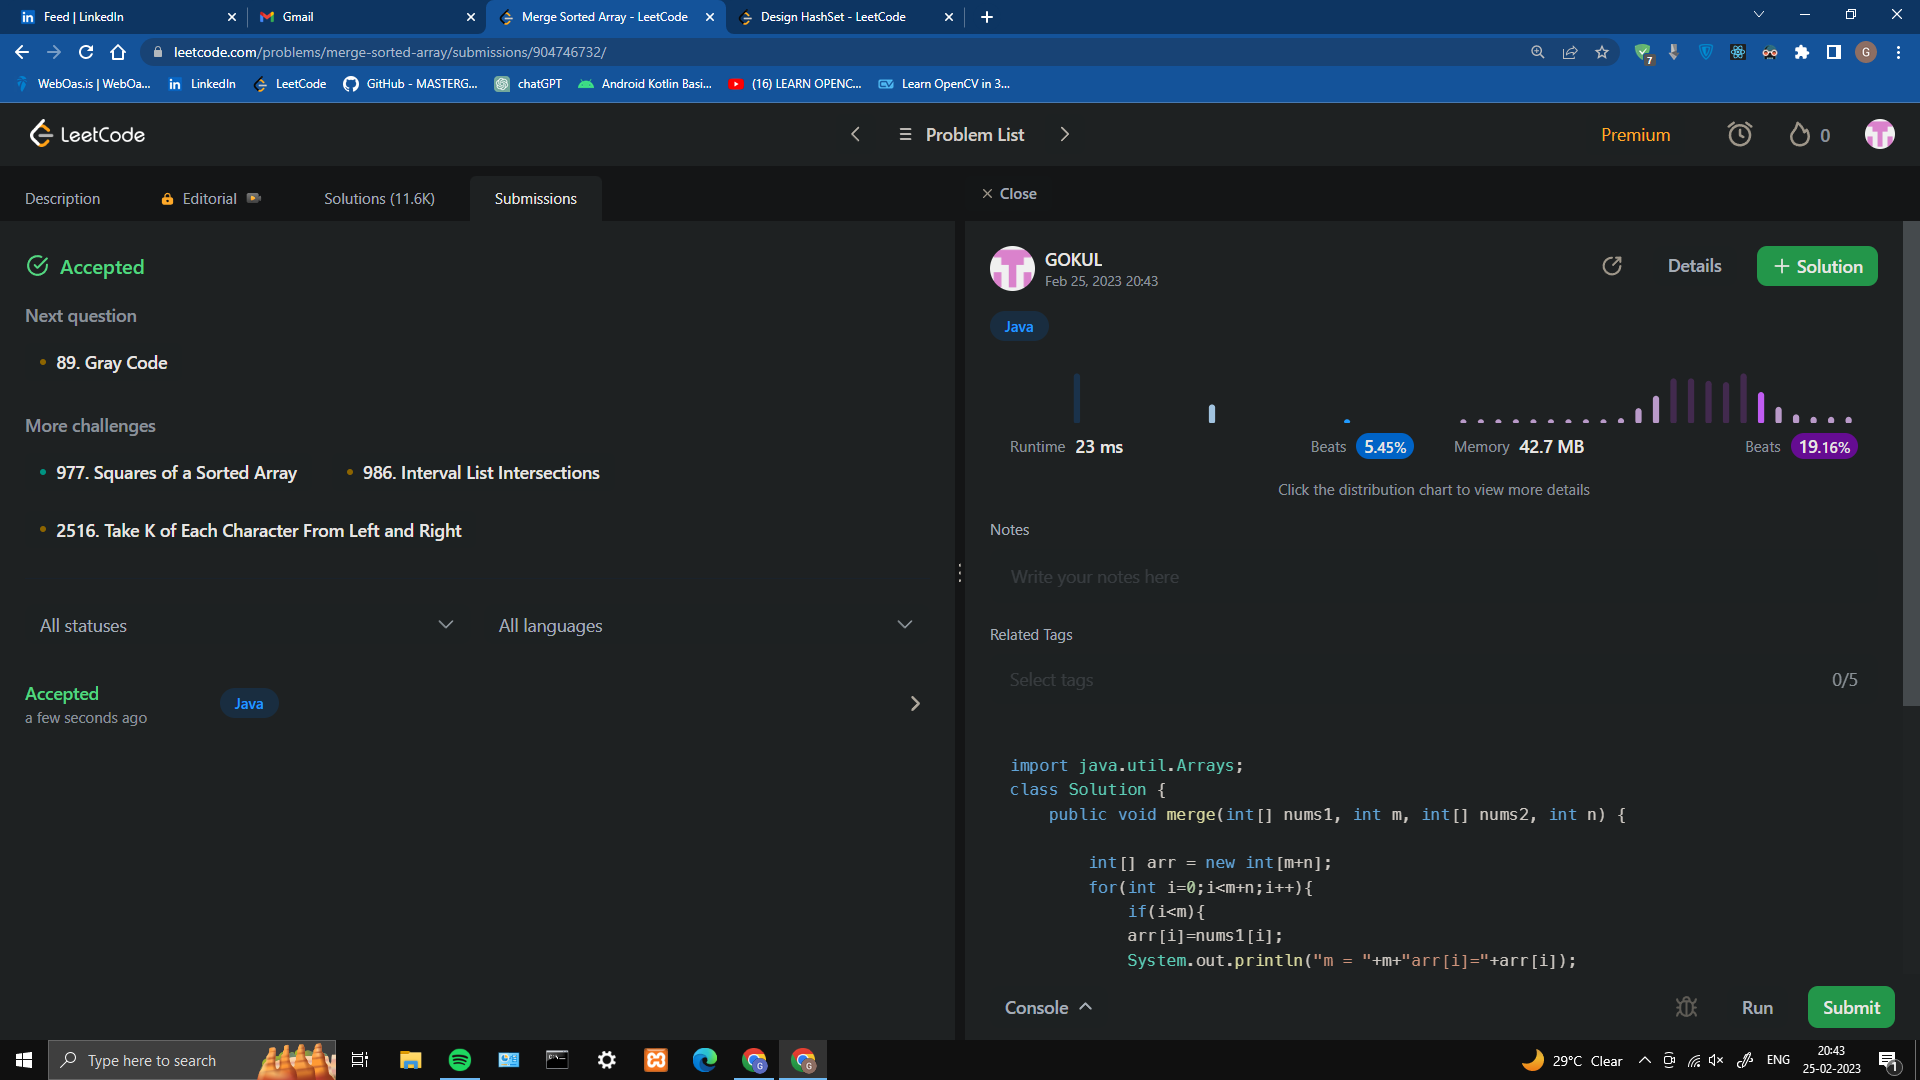 Feed | LinkedIn
Gmail
Merge Sorted Array - LeetCode
Design HashSet - LeetCode
leetcode.com/problems/merge-sorted-array/submissions/904746732/
7
G
WebOas.is | WebOa...
LinkedIn
LeetCode
GitHub - MASTERG...
chatGPT
Android Kotlin Basi...
(16) LEARN OPENC...
Learn OpenCV in 3...
LeetCode
Problem List
Premium
0
Description
Editorial
Solutions (11.6K)
Submissions
Close
Accepted
Next question
89. Gray Code
More challenges
977. Squares of a Sorted Array
986. Interval List Intersections
2516. Take K of Each Character From Left and Right
All statuses
All languages
Accepted
a few seconds ago
Java
GOKUL
Feb 25, 2023 20:43
Details
+ Solution
Java
Runtime 23 ms
Beats 5.45%
Memory 42.7 MB
Beats 19.16%
Click the distribution chart to view more details
Notes
Write your notes here
Related Tags
Select tags
0/5
import java.util.Arrays;
class Solution {
    public void merge(int[] nums1, int m, int[] nums2, int n) {
        int[] arr = new int[m+n];
        for(int i=0;i<m+n;i++){
            if(i<m){
            arr[i]=nums1[i];
            System.out.println("m = "+m+"arr[i]="+arr[i]);
Console
Run
Submit
Type here to search
G
G
29°C Clear
ENG
20:43
25-02-2023
1